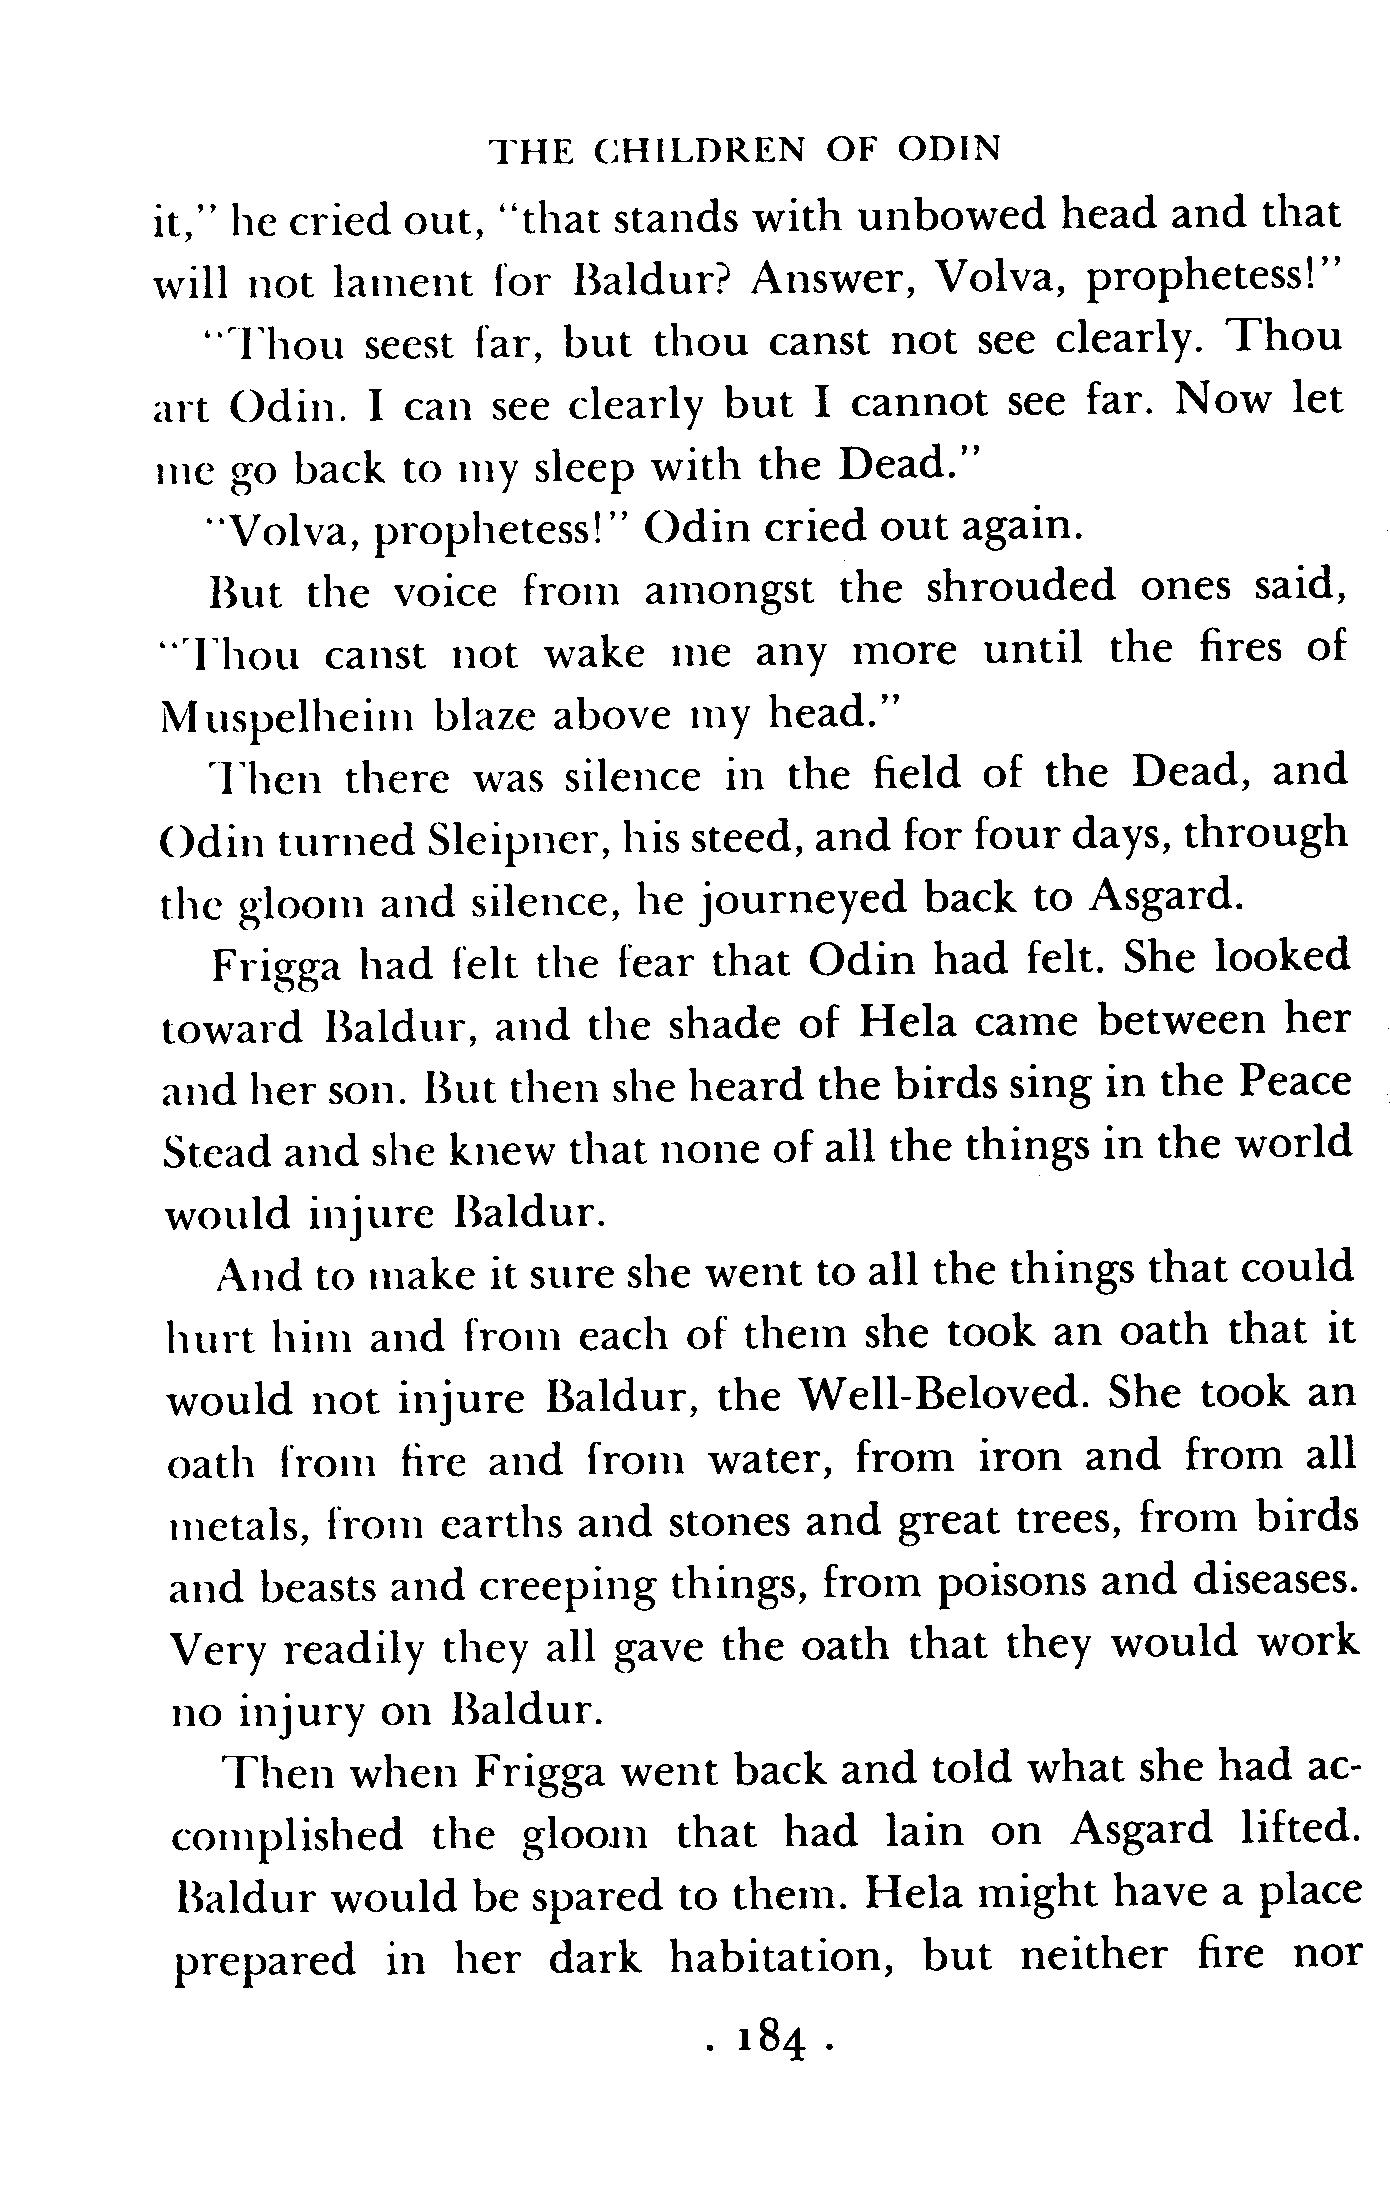 THE CHILDREN OF ODIN
it," he cried out, "that stands with unbowed head and that
will not lament for Baldur? Answer, Volva, prophetess!"
"Thou seest far, but thou canst not see clearly. Thou
art Odin. I can see clearly but I cannot see far. Now let
me go back to my sleep with the Dead."
"Volva, prophetess!" Odin cried out again.
But the voice from amongst the shrouded ones said,
"Thou canst not wake me any more until the fires of
Muspelheim blaze above my head."
Then there was silence in the field of the Dead, and
Odin turned Sleipner, his steed, and for four days, through
the gloom and silence, he journeyed back to Asgard.
Frigga had felt the fear that Odin had felt. She looked
toward Baldur, and the shade of Hela came between her
and her son. But then she heard the birds sing in the Peace
Stead and she knew that none of all the things in the world
would injure Baldur.
And to make it sure she went to all the things that could
hurt him and from each of them she took an oath that it
would not injure Baldur, the Well-Beloved. She took an
oath from fire and from water, from iron and from all
metals, from earths and stones and great trees, from birds
and beasts and creeping things, from poisons and diseases.
Very readily they all gave the oath that they would work
no injury on Baldur.
Then when Frigga went back and told what she had ac-
complished the gloom that had lain on Asgard lifted.
Baldur would be spared to them. Hela might have a place
prepared in her dark habitation, but neither fire nor
. 184 .